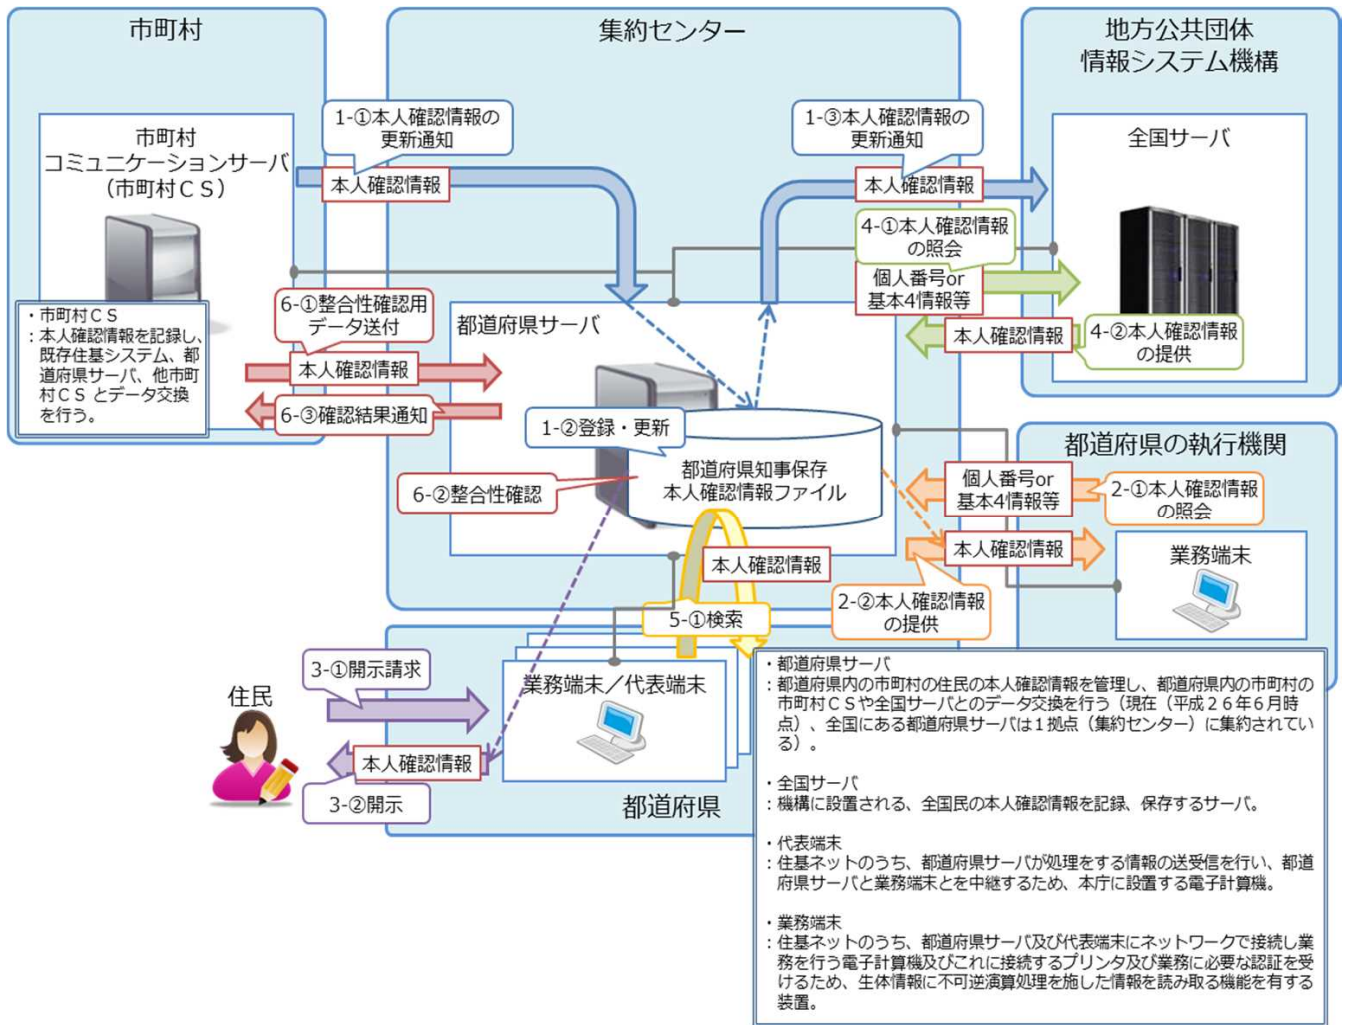 市町村
集約センター
地方公共団体
情報システム機構
1-①本人確認情報の
更新通知
1-③本人確認情報の
更新通知
市町村
コミュニケーションサーバ
（市町村ＣＳ）
全国サーバ
本人確認情報
本人確認情報
4-①本人確認情報
の照会
個人番号or
基本4情報等
6-①整合性確認用
データ送付
都道府県サーバ
・市町村ＣＳ
：本人確認情報を記録し、
既存住基システム、都
道府県サーバ、他市町
村ＣＳ とデータ交換
を行う。
本人確認情報
4-②本人確認情報
の提供
本人確認情報
6-③確認結果通知
1-②登録・更新
都道府県の執行機関
都道府県知事保存
本人確認情報ファイル
6-②整合性確認
個人番号or
基本4情報等
2-①本人確認情報
の照会
本人確認情報
業務端末
本人確認情報
5-①検索
2-②本人確認情報
の提供
3-①開示請求
住民
業務端末／代表端末
本人確認情報
3-②開示
都道府県
・都道府県サーバ
：都道府県内の市町村の住民の本人確認情報を管理し、都道府県内の市町村の
市町村ＣＳや全国サーバとのデータ交換を行う（現在（平成２６年６月時
点）、全国にある都道府県サーバは１拠点（集約センター）に集約されてい
る）。
・全国サーバ
：機構に設置される、全国民の本人確認情報を記録、保存するサーバ。
・代表端末
：住基ネットのうち、都道府県サーバが処理をする情報の送受信を行い、都道
府県サーバと業務端末とを中継するため、本庁に設置する電子計算機。
・業務端末
：住基ネットのうち、都道府県サーバ及び代表端末にネットワークで接続し業
務を行う電子計算機及びこれに接続するプリンタ及び業務に必要な認証を受
けるため、生体情報に不可逆演算処理を施した情報を読み取る機能を有する
装置。